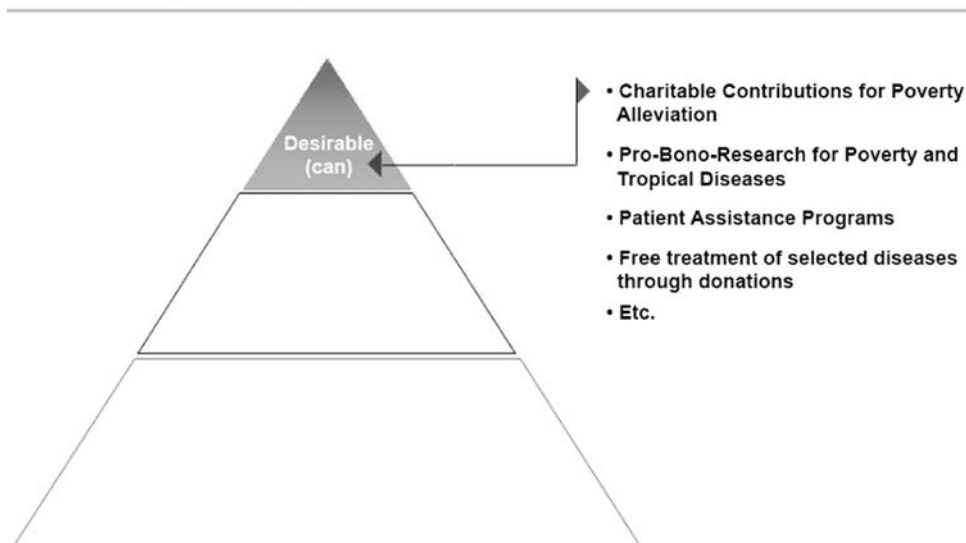 Desirable
(can)
• Charitable Contributions for Poverty
Alleviation
• Pro-Bono-Research for Poverty and
Tropical Diseases
• Patient Assistance Programs
• Free treatment of selected diseases
through donations
• Etc.